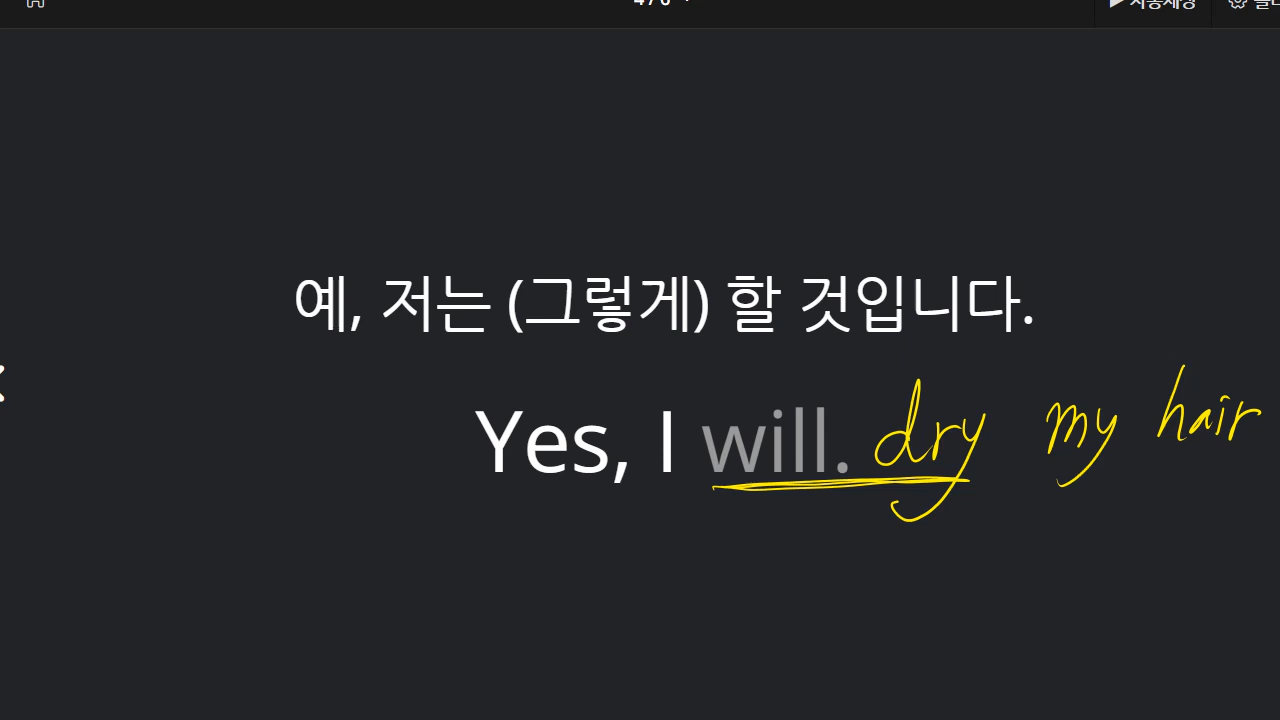 예, 저는 (그렇게) 할 것입니다.
Yes, I will. dry my hair